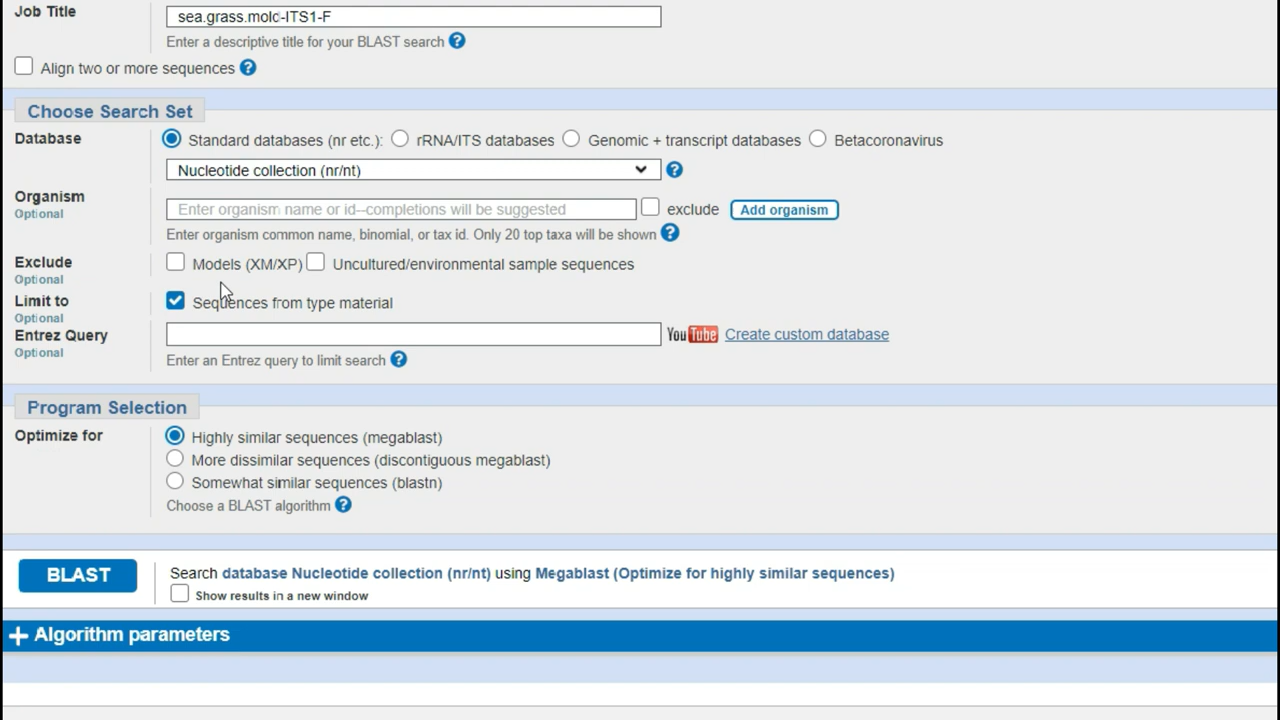 Job Title
sea.grass.mold-ITS1-F
Enter a descriptive title for your BLAST search ?
Align two or more sequences ?
Choose Search Set
Database
Standard databases (nr etc.): rRNA/ITS databases Genomic + transcript databases Betacoronavirus
Nucleotide collection (nr/nt) ?
Organism
Optional
Enter organism name or id--completions will be suggested exclude Add organism
Enter organism common name, binomial, or tax id. Only 20 top taxa will be shown ?
Exclude
Optional
Models (XM/XP) Uncultured/environmental sample sequences
Limit to
Optional
Sequences from type material
Entrez Query
Optional
YouTube Create custom database
Enter an Entrez query to limit search ?
Program Selection
Optimize for
Highly similar sequences (megablast)
More dissimilar sequences (discontiguous megablast)
Somewhat similar sequences (blastn)
Choose a BLAST algorithm ?
BLAST
Search database Nucleotide collection (nr/nt) using Megablast (Optimize for highly similar sequences)
Show results in a new window
+ Algorithm parameters